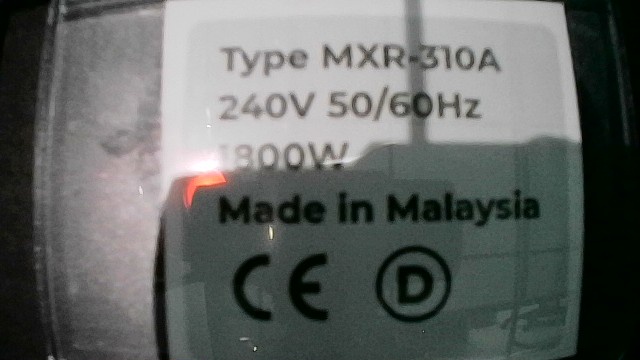 Type MXR-310A
240V 50/60Hz
1800W
Made in Malaysia
CE D